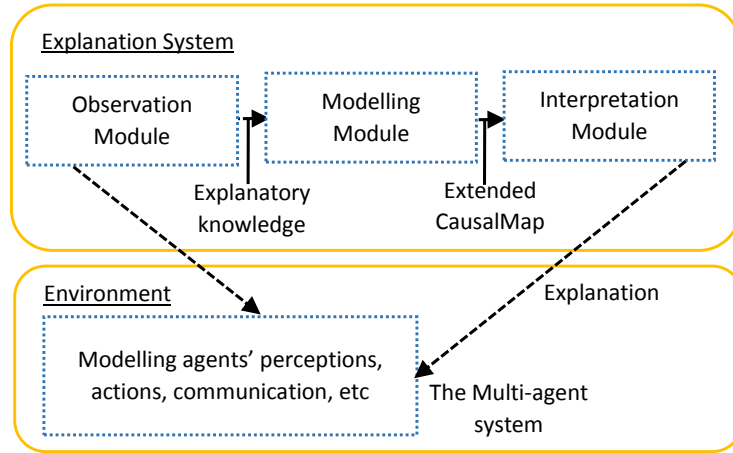 Explanation System
Observation
Module
Modelling
Module
Interpretation
Module
Explanatory
knowledge
Extended
CausalMap
Environment
Explanation
Modelling agents’ perceptions,
actions, communication, etc
The Multi-agent
system